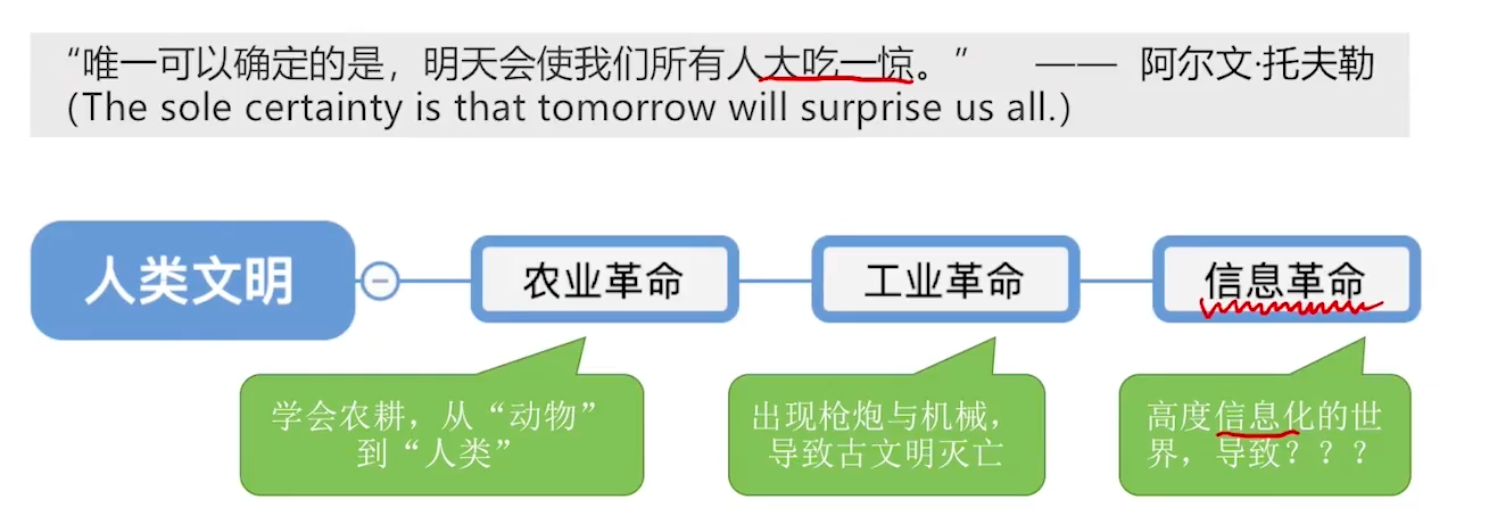 “唯一可以确定的是，明天会使我们所有人大吃一惊。” —— 阿尔文·托夫勒
(The sole certainty is that tomorrow will surprise us all.)
人类文明
农业革命
工业革命
信息革命
学会农耕，从“动物”
到“人类”
出现枪炮与机械，
导致古文明灭亡
高度信息化的世
界，导致？？？